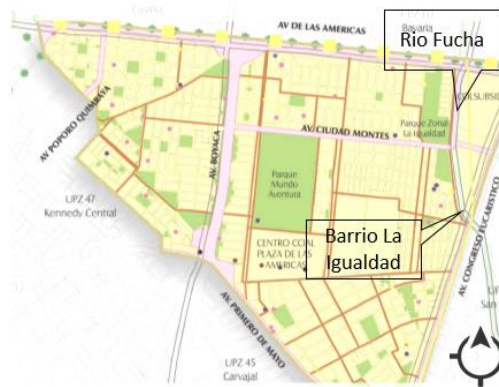 AV DE LAS AMERICAS
Bavaria
Rio Fucha
COLSUBSIDIO
Parque Zonal
La Igualdad
AV. CIUDAD MONTES
AV POPORO QUIMBAYA
AV. BOYACA
Parque
Mundo
Aventura
UPZ 47
Kennedy Central
Barrio La
Igualdad
CENTRO COAL
PLAZA DE LAS
AMERICAS
AV. CONGRESO EUCARISTICO
San
AV. PRIMERO DE MAYO
UPZ 45
Carvajal